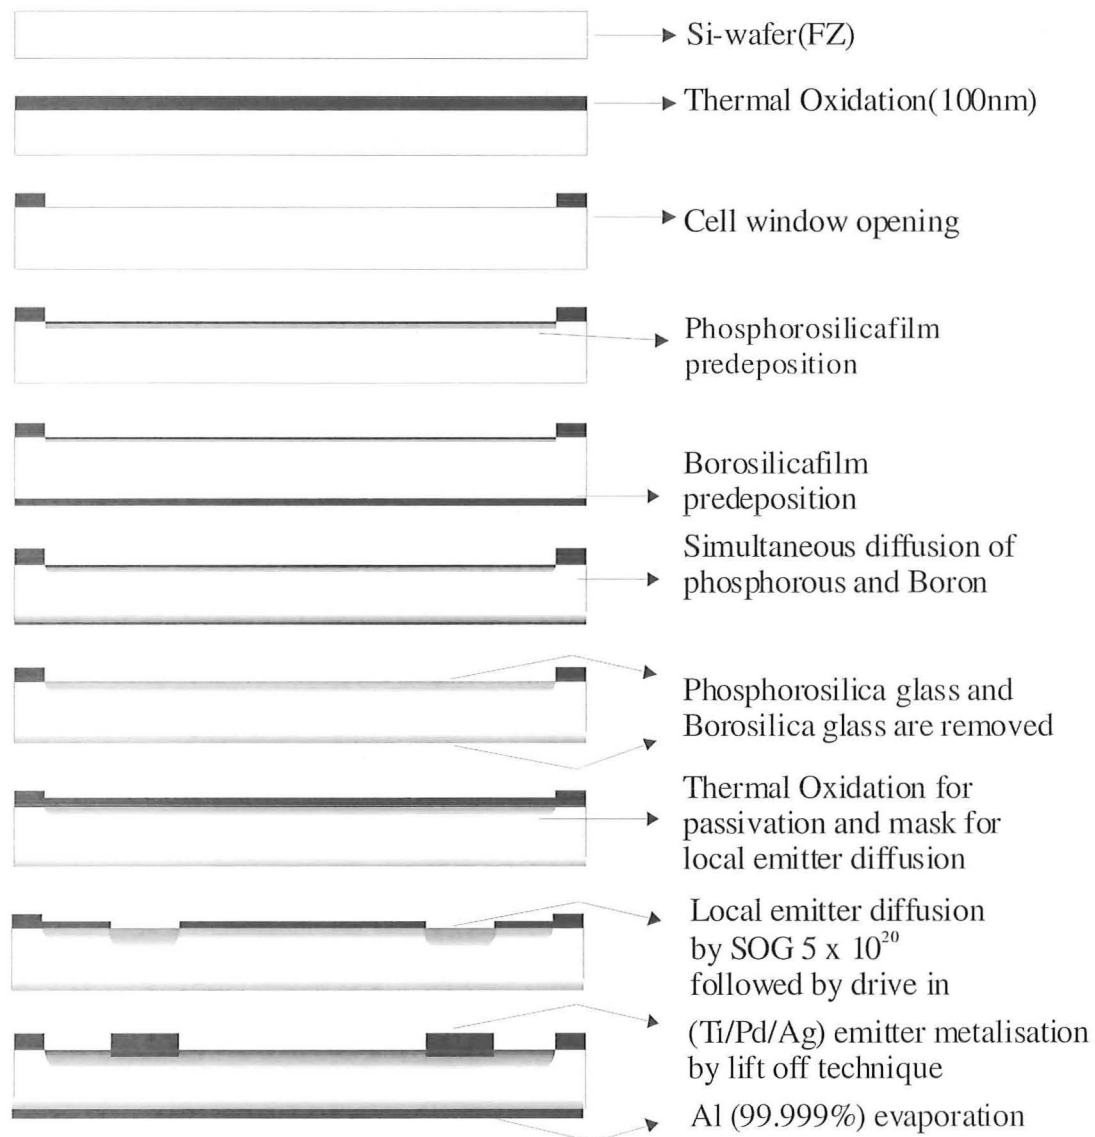 Si-wafer(FZ)
Thermal Oxidation(100nm)
Cell window opening
Phosphorosilicafilm
predeposition
Borosilicafilm
predeposition
Simultaneous diffusion of
phosphorous and Boron
Phosphorosilica glass and
Borosilica glass are removed
Thermal Oxidation for
passivation and mask for
local emitter diffusion
Local emitter diffusion
by SOG 5 x 10²⁰
followed by drive in
(Ti/Pd/Ag) emitter metalisation
by lift off technique
Al (99.999%) evaporation